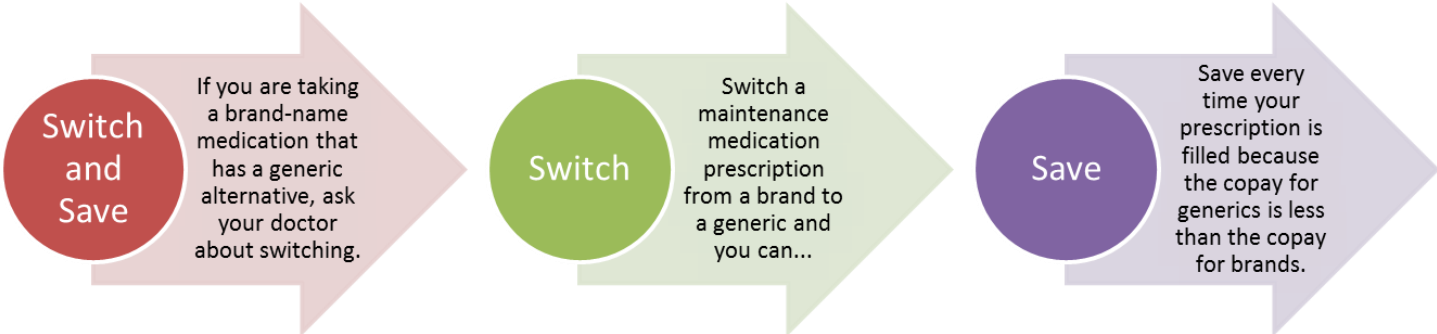 Switch
and
Save
If you are taking
a brand-name
medication that
has a generic
alternative, ask
your doctor
about switching.
Switch
Switch a
maintenance
medication
prescription
from a brand to
a generic and
you can...
Save
Save every
time your
prescription is
filled because
the copay for
generics is less
than the copay
for brands.